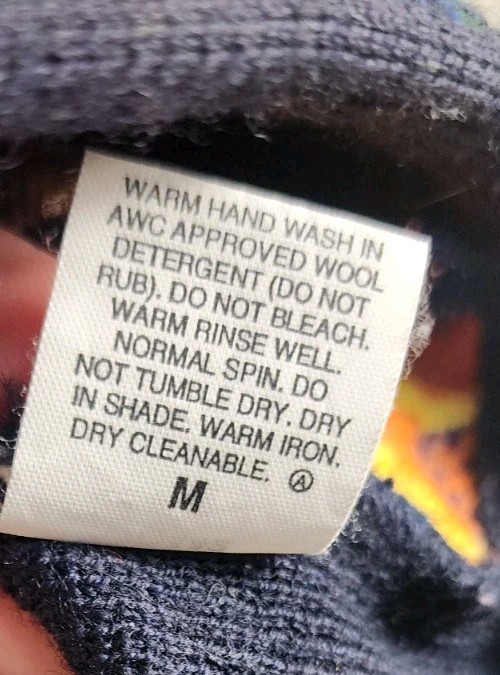 WARM HAND WASH IN
AWC APPROVED WOOL
DETERGENT (DO NOT
RUB). DO NOT BLEACH.
WARM RINSE WELL.
NORMAL SPIN. DO
NOT TUMBLE DRY. DRY
IN SHADE. WARM IRON.
DRY CLEANABLE. Ⓐ
M